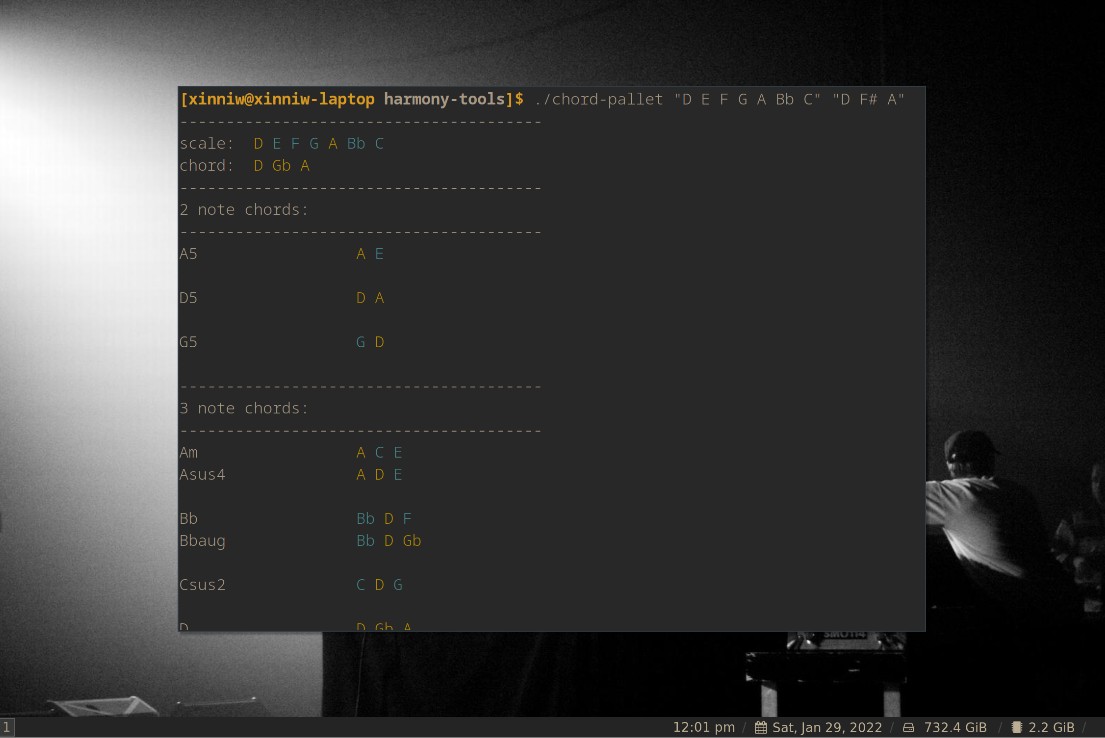 [xinniw@xinniw-laptop harmony-tools]$ ./chord-pallet "D E F G A Bb C" "D F# A"
---------------------------------------
scale:  D E F G A Bb C
chord:  D Gb A
---------------------------------------
2 note chords:
---------------------------------------
A5 A E
D5 D A
G5 G D
---------------------------------------
3 note chords:
---------------------------------------
Am A C E
Asus4 A D E
Bb Bb D F
Bbaug Bb D Gb
Csus2 C D G
D D Gb A
1 12:01 pm / Sat, Jan 29, 2022 / 732.4 GiB / 2.2 GiB /